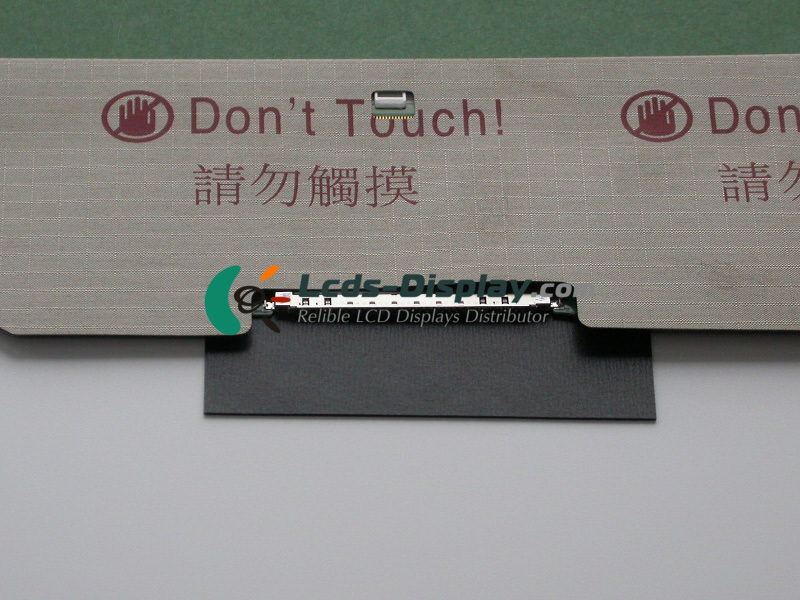 Don't Touch!
請勿觸摸
Don
請勿
Lcds-Display.com
Relible LCD Displays Distributor